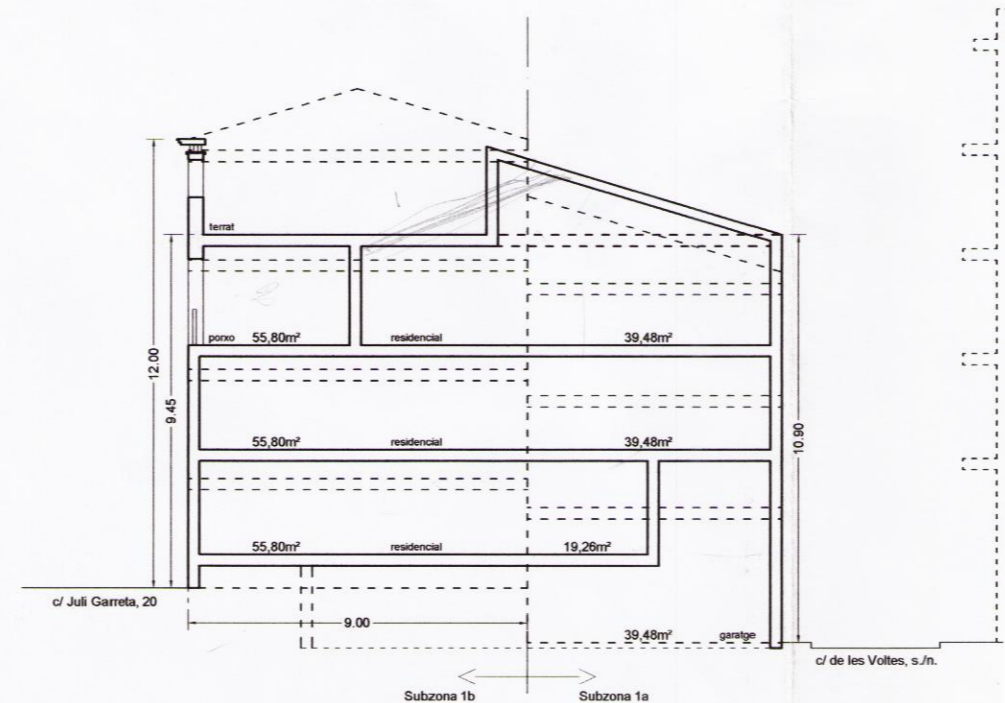 terrat
porxo 55,80m² residencial 39,48m²
12.00
9.45
10.90
55,80m² residencial 39,48m²
55,80m² residencial 19,26m²
c/ Juli Garreta, 20
9.00
39,48m² garatge
c/ de les Voltes, s./n.
Subzona 1b Subzona 1a